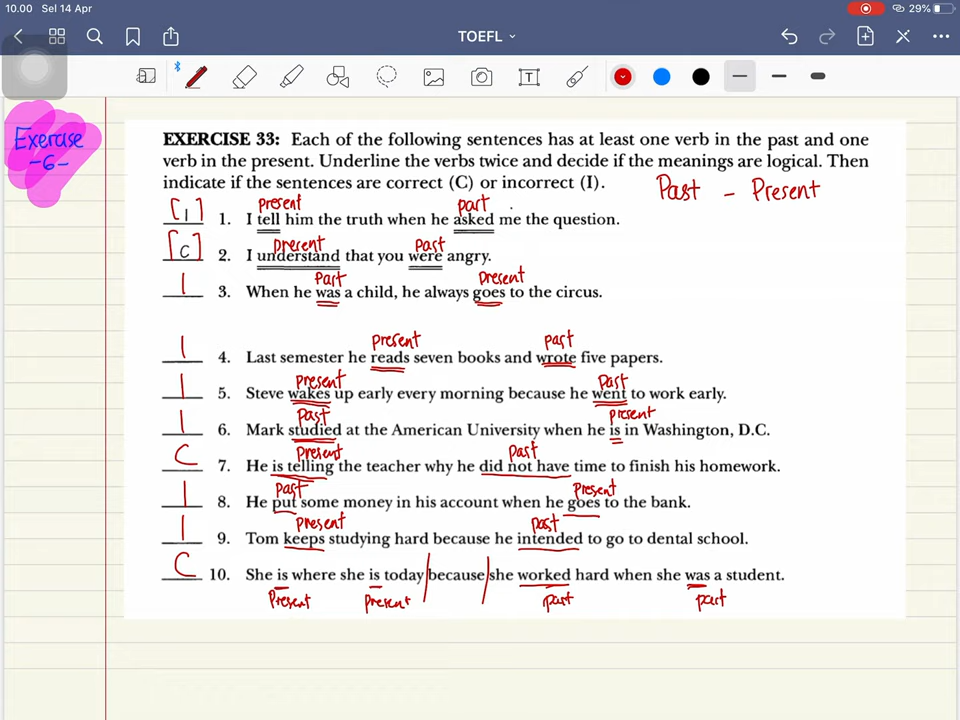 10.00 Sel 14 Apr
29%
TOEFL
T
Exercise
-6-
EXERCISE 33: Each of the following sentences has at least one verb in the past and one
verb in the present. Underline the verbs twice and decide if the meanings are logical. Then
indicate if the sentences are correct (C) or incorrect (I).
Past - Present
present past
[I] 1. I tell him the truth when he asked me the question.
present past
[C] 2. I understand that you were angry.
past present
I 3. When he was a child, he always goes to the circus.
present past
I 4. Last semester he reads seven books and wrote five papers.
present past
I 5. Steve wakes up early every morning because he went to work early.
past present
I 6. Mark studied at the American University when he is in Washington, D.C.
present past
C 7. He is telling the teacher why he did not have time to finish his homework.
past present
I 8. He put some money in his account when he goes to the bank.
present past
I 9. Tom keeps studying hard because he intended to go to dental school.
C 10. She is where she is today because she worked hard when she was a student.
Present present past past